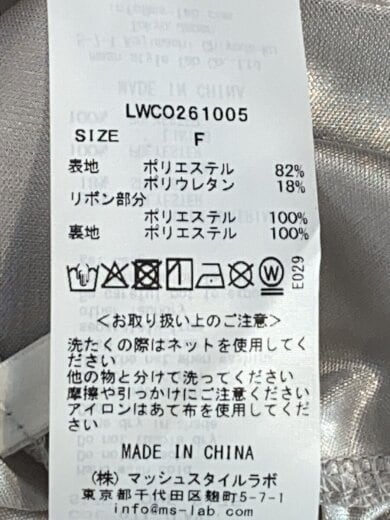 LWCO261005
SIZE F
表地 ポリエステル 82%
ポリウレタン 18%
リボン部分
ポリエステル 100%
裏地 ポリエステル 100%
W
E029
＜お取り扱い上のご注意＞
洗たくの際はネットを使用してく
ださい
他の物と分けて洗ってください
摩擦や引っかけにご注意ください
アイロンはあて布を使用してくだ
さい
MADE IN CHINA
(株) マッシュスタイルラボ
東京都千代田区麹町5-7-1
info@ms-lab.com